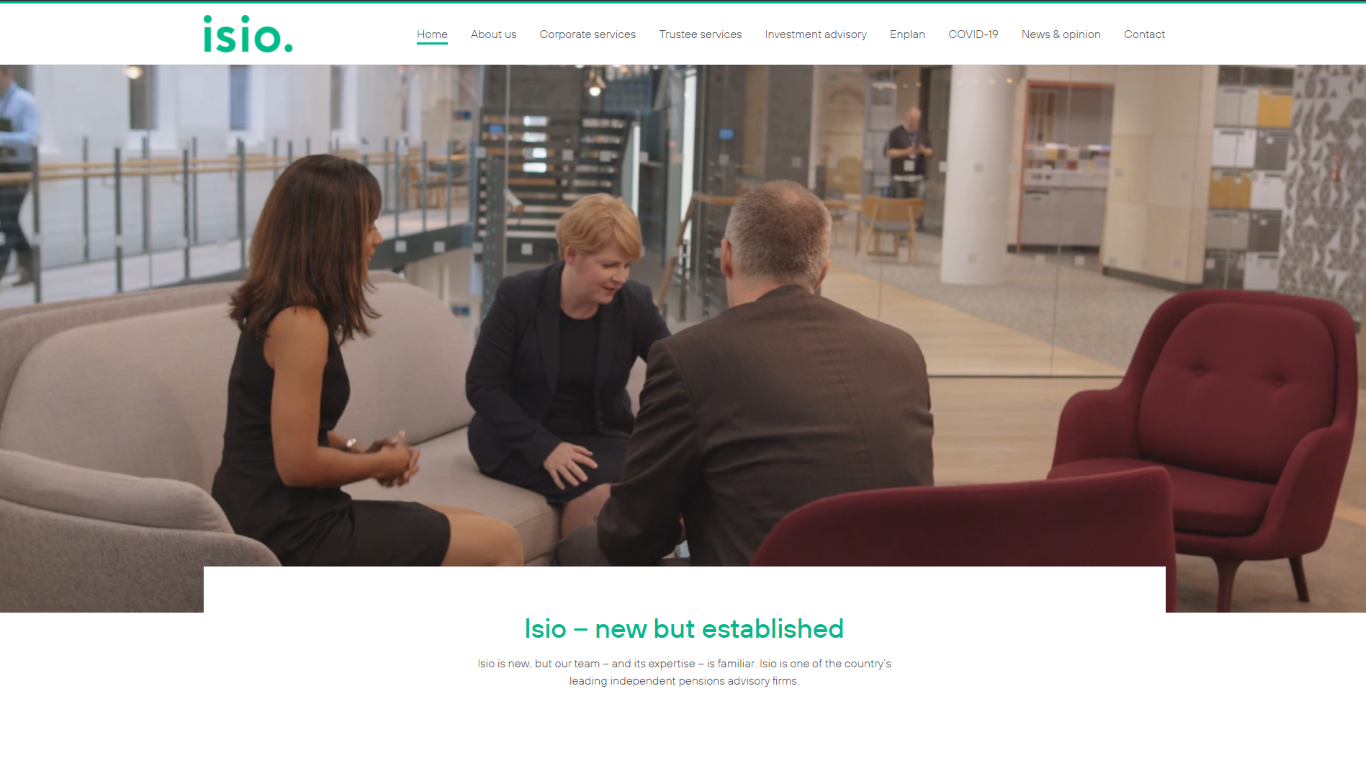 isio.
Home About us Corporate services Trustee services Investment advisory Enplan COVID-19 News & opinion Contact
Isio – new but established
Isio is new, but our team – and its expertise – is familiar. Isio is one of the country's
leading independent pensions advisory firms.